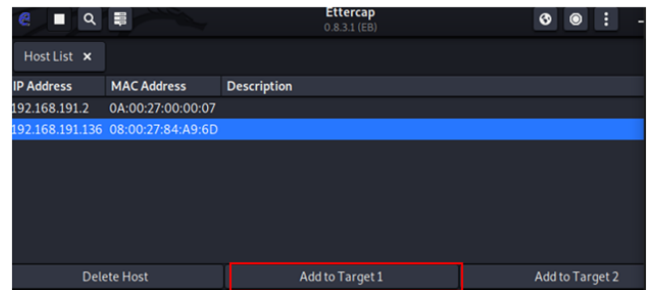 Ettercap
0.8.3.1 (EB)
Host List ×
IP Address MAC Address Description
192.168.191.2 0A:00:27:00:00:07
192.168.191.136 08:00:27:84:A9:6D
Delete Host Add to Target 1 Add to Target 2